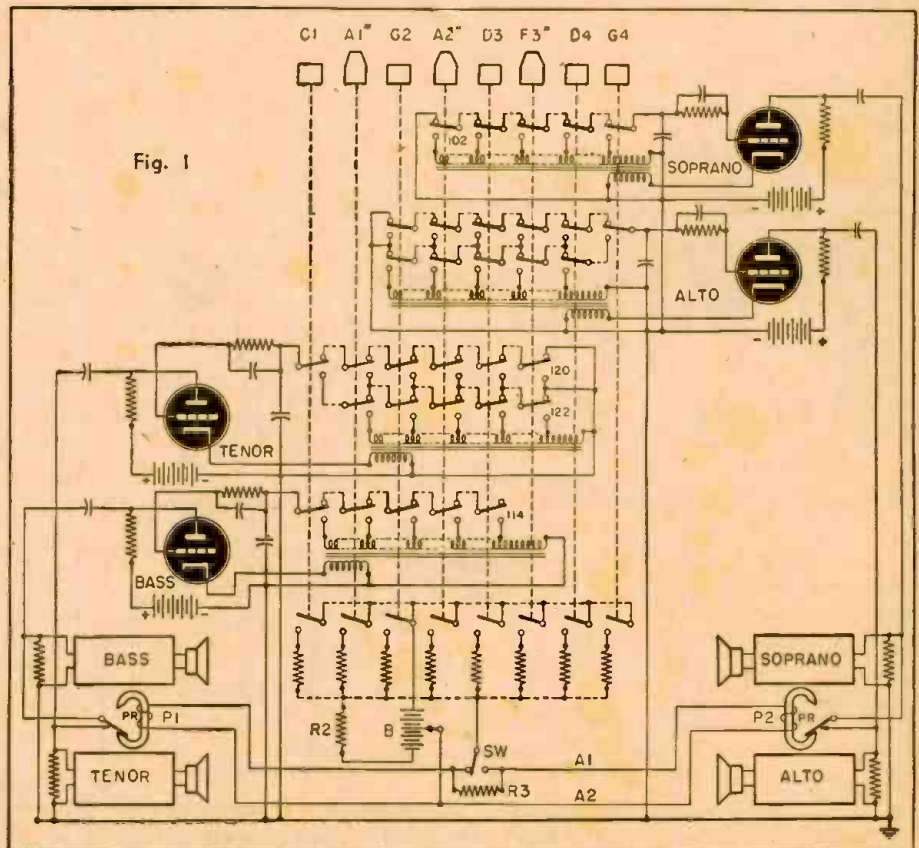 C1 A1# G2 A2" D3 F3# D4 G4
Fig. 1
102
SOPRANO
- +
ALTO
- +
120
122
TENOR
+ -
114
BASS
+ -
BASS
SOPRANO
PR P1
P2 PR
R2
B
SW
A1
TENOR
R3
A2
ALTO